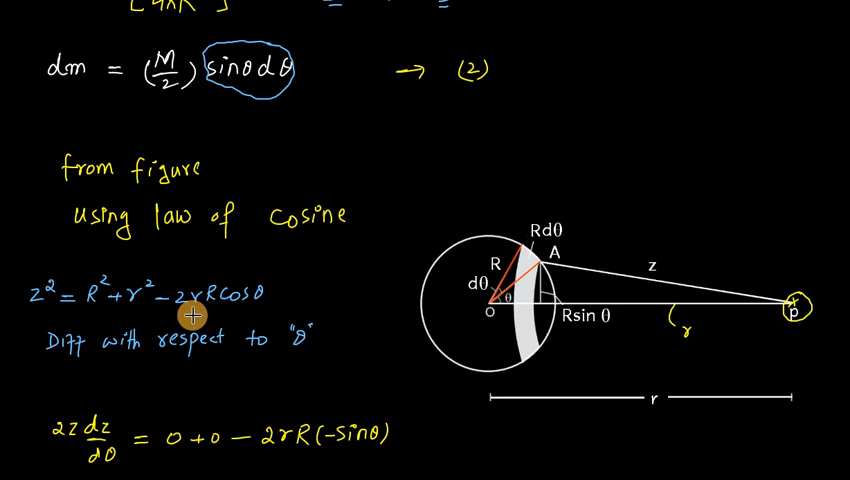 [4πR²]
dm = (M/2) sinθ dθ → (2)
from figure
using law of cosine
z² = R² + r² - 2rRcosθ
Diff with respect to "θ"
2z dz/dθ = 0 + 0 - 2rR(-sinθ)
Rdθ
A
R
z
dθ
θ
O
Rsin θ
r
P
r